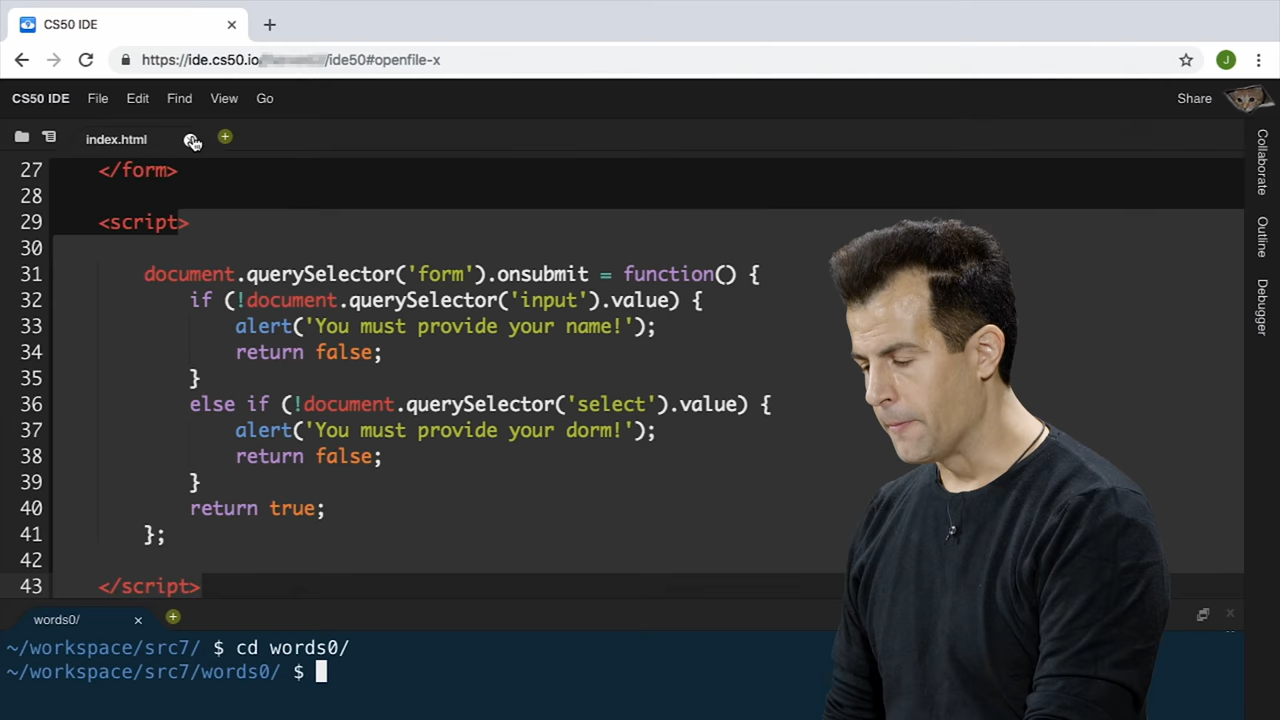 CS50 IDE
https://ide.cs50.io/ide50#openfile-x
J
CS50 IDE File Edit Find View Go Share
index.html
27 </form>
28
29 <script>
30
31 document.querySelector('form').onsubmit = function() {
32 if (!document.querySelector('input').value) {
33 alert('You must provide your name!');
34 return false;
35 }
36 else if (!document.querySelector('select').value) {
37 alert('You must provide your dorm!');
38 return false;
39 }
40 return true;
41 };
42
43 </script>
Collaborate
Outline
Debugger
words0/
~/workspace/src7/ $ cd words0/
~/workspace/src7/words0/ $